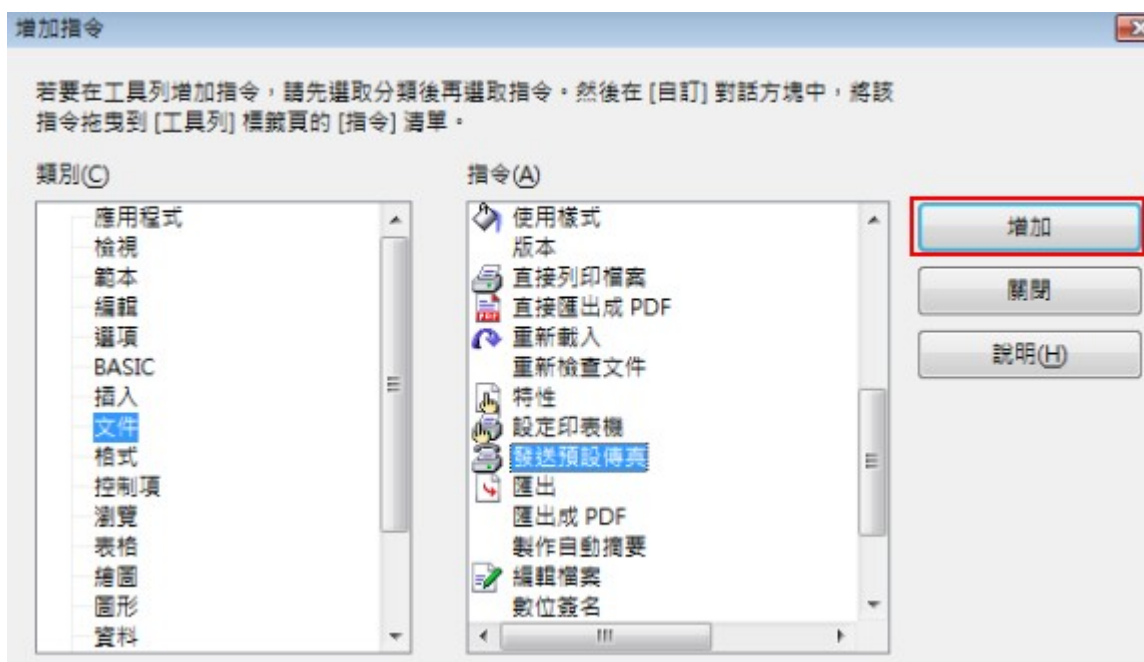 增加指令
若要在工具列增加指令，請先選取分類後再選取指令。然後在 [自訂] 對話方塊中，將該
指令拖曳到 [工具列] 標籤頁的 [指令] 清單。
類別(C)
應用程式
檢視
範本
編輯
選項
BASIC
插入
文件
格式
控制項
瀏覽
表格
繪圖
圖形
資料
指令(A)
使用樣式
版本
直接列印檔案
直接匯出成 PDF
重新載入
重新檢查文件
特性
設定印表機
發送預設傳真
匯出
匯出成 PDF
製作自動摘要
編輯檔案
數位簽名
增加
關閉
說明(H)